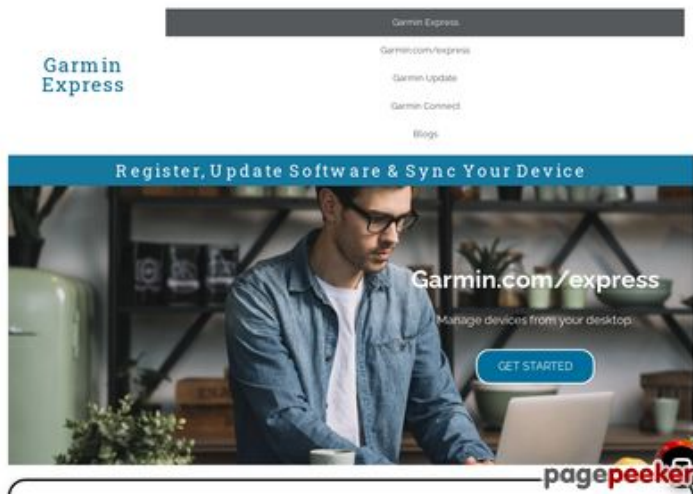 Garmin Express
Garmin
Express
Garmin.com/express
Garmin Update
Garmin Connect
Blogs
Register, Update Software & Sync Your Device
Garmin.com/express
Manage devices from your desktop.
GET STARTED
pagepeeker